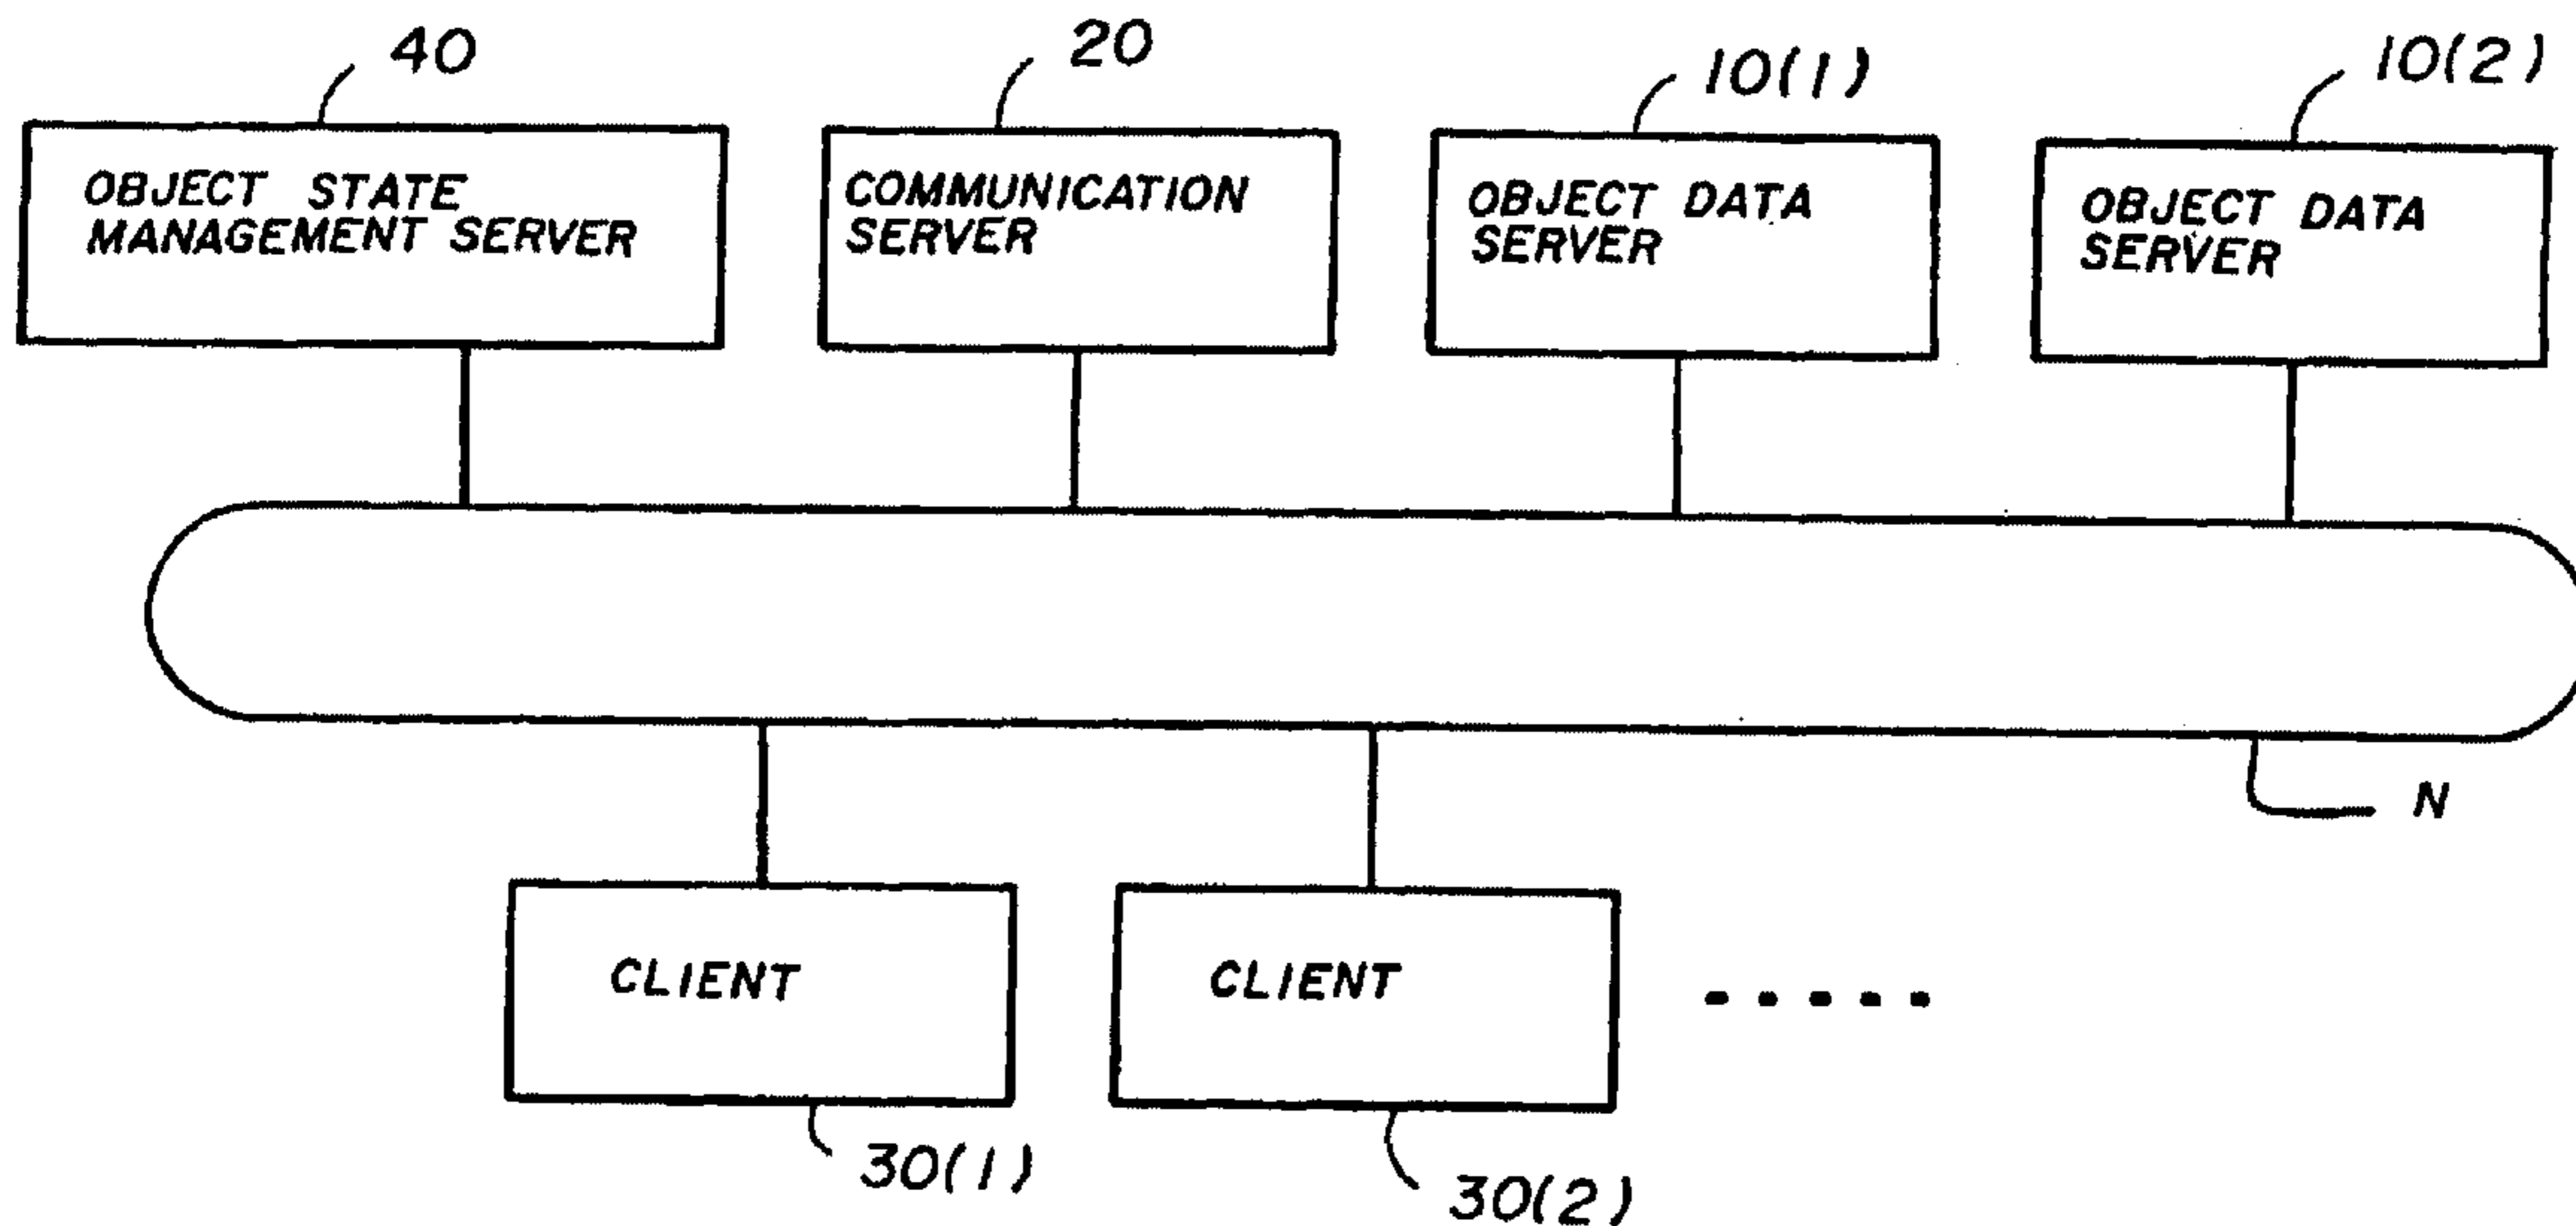 40
20
10(1)
10(2)
OBJECT STATE
MANAGEMENT SERVER
COMMUNICATION
SERVER
OBJECT DATA
SERVER
OBJECT DATA
SERVER
N
CLIENT
CLIENT
30(1)
30(2)